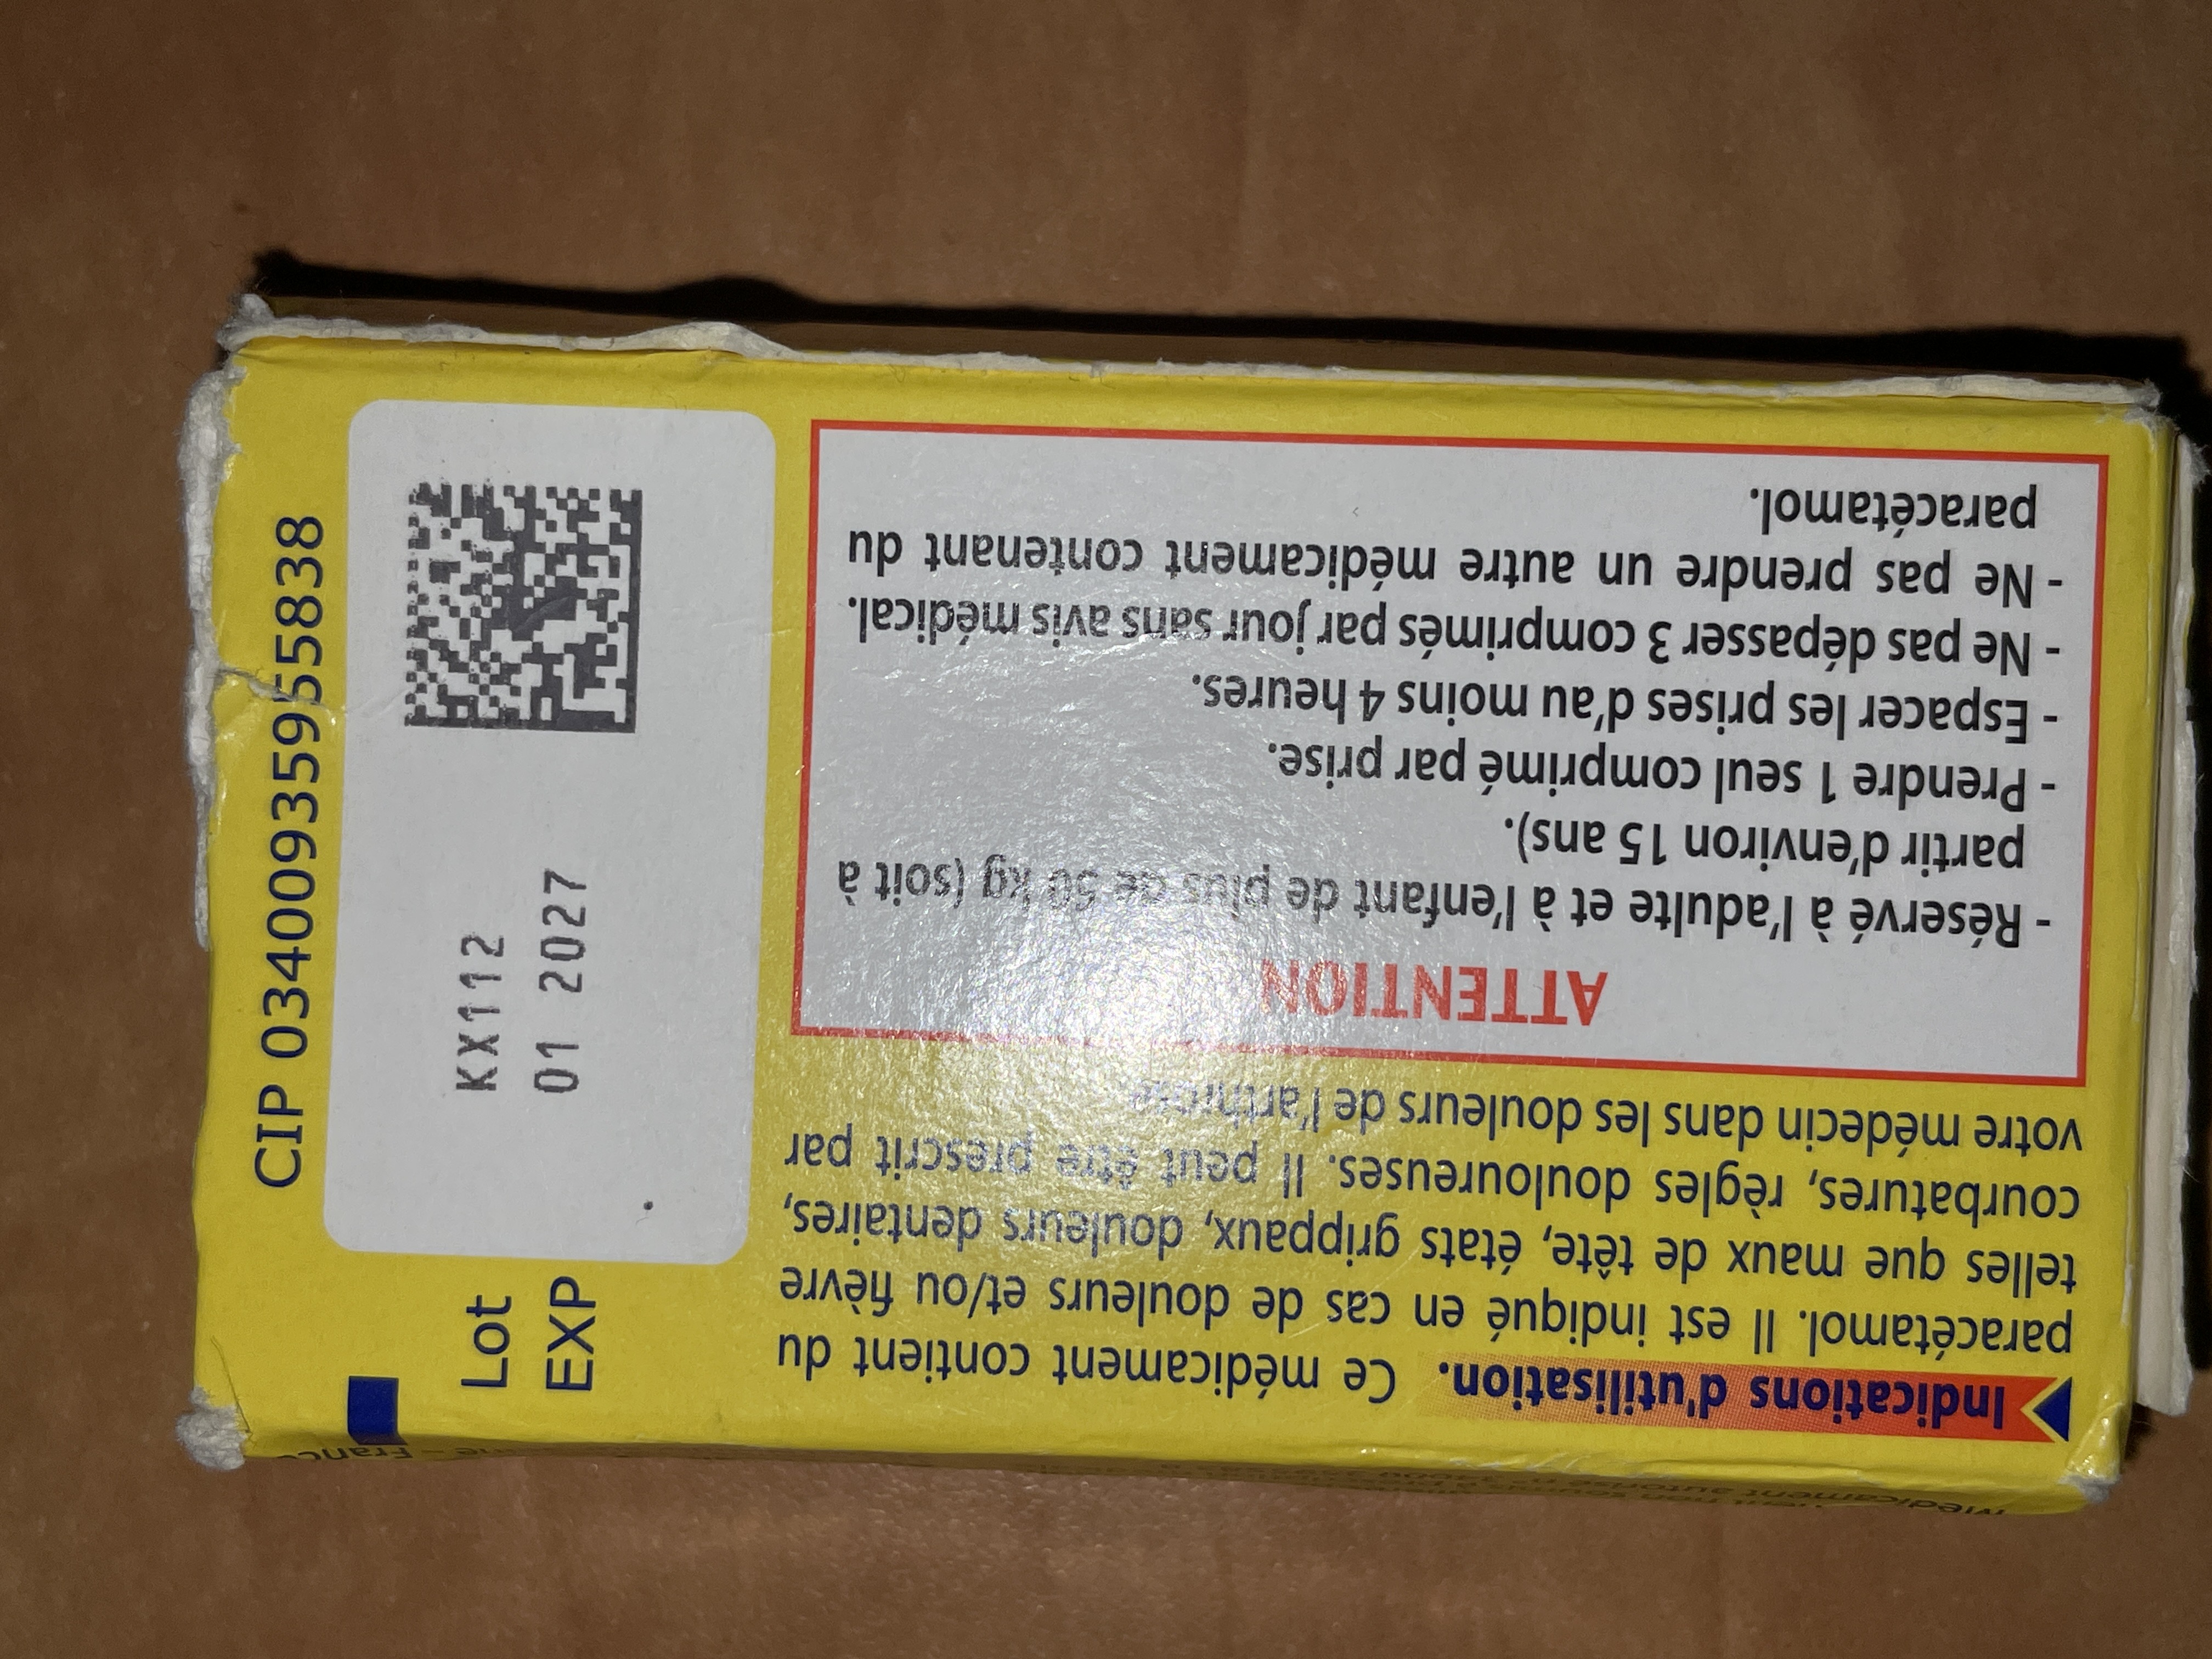 Indications d'utilisation. Ce médicament contient du
paracétamol. Il est indiqué en cas de douleurs et/ou fièvre
telles que maux de tête, états grippaux, douleurs dentaires,
courbatures, règles douloureuses. Il peut être prescrit par
votre médecin dans les douleurs de l'arthrose.
ATTENTION
- Réservé à l'adulte et à l'enfant de plus de 50 kg (soit à
partir d'environ 15 ans).
- Prendre 1 seul comprimé par prise.
- Espacer les prises d'au moins 4 heures.
- Ne pas dépasser 3 comprimés par jour sans avis médical.
- Ne pas prendre un autre médicament contenant du
paracétamol.
CIP 03400935955838
Lot KX112
EXP 01 2027
Médicament autorisé n°
France